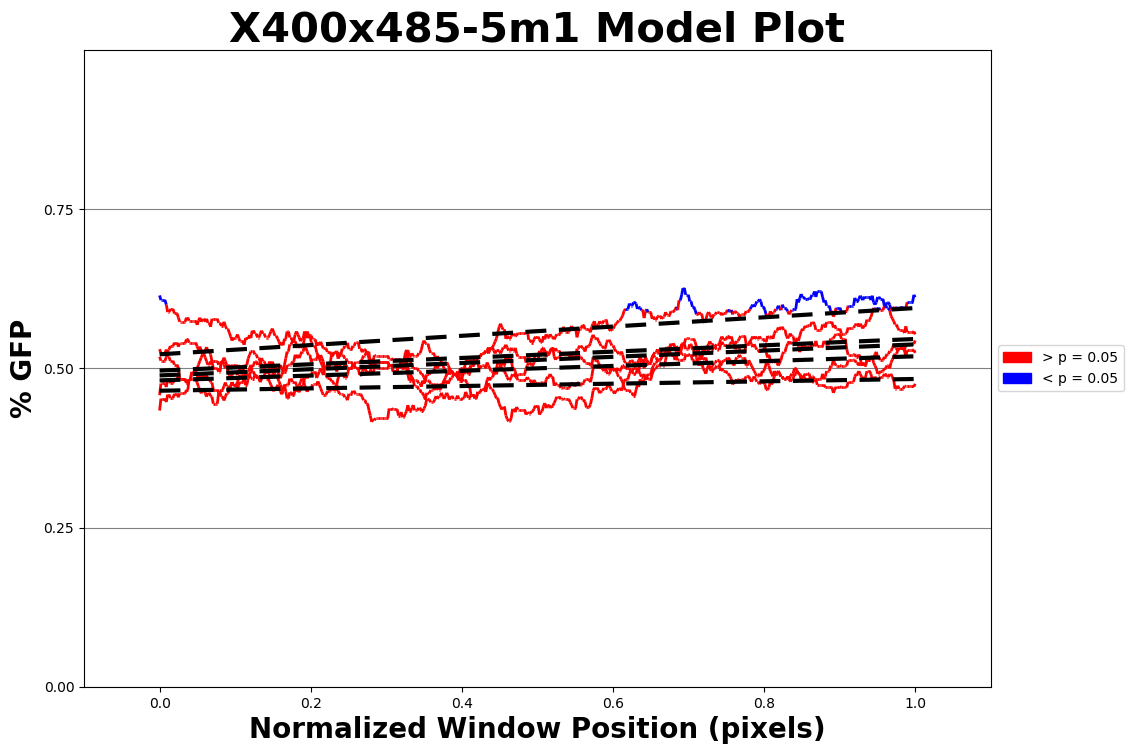 X400x485-5m1 Model Plot
% GFP
0.75
0.50
0.25
0.00
0.0 0.2 0.4 0.6 0.8 1.0
Normalized Window Position (pixels)
> p = 0.05
< p = 0.05